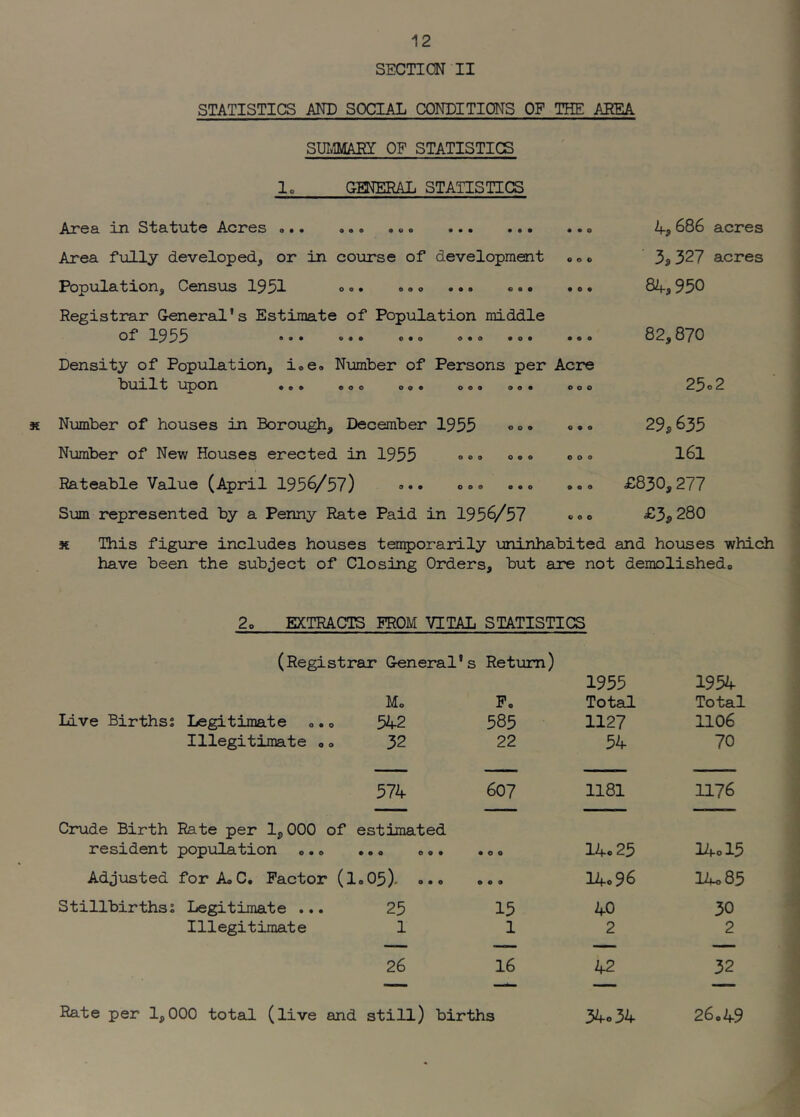 12
SECTION II
STATISTICS AND SOCIAL CONDITIONS OF THE AREA
SUMMARY OF STATISTICS
1. GENERAL STATISTICS
Area in Statute Acres ... ... ... ... ... ... 4,686 acres
Area fully developed, or in course of development ... 3,327 acres
Population, Census 1951 ... ... ... ... ... 84,950
Registrar General's Estimate of Population middle
of 1955 ... ... ... ... ... ... 82,870
Density of Population, i.e. Number of Persons per Acre
built upon ... ... ... ... ... ... 25.2
x Number of houses in Borough, December 1955 ... ... 29,635
Number of New Houses erected in 1955 ... ... ... 161
Rateable Value (April 1956/57) ... ... ... ... £830,277
Sum represented by a Penny Rate Paid in 1956/57 ... £3,280
x This figure includes houses temporarily uninhabited and houses which
have been the subject of Closing Orders, but are not demolished.
2. EXTRACTS FROM VITAL STATISTICS
(Registrar General's Return)
1955 1954
M. F. Total Total
Live Births: Legitimate ... 542 585 1127 1106
Illegitimate .. 32 22 54 70
574 607 1181 1176
Crude Birth Rate per 1,000 of estimated
resident population ... ... ... ... 14.25 14.15
Adjusted for A.C. Factor (1.05). ... ... 14.96 14.85
Stillbirths: Legitimate ... 25 15 40 30
Illegitimate 1 1 2 2
26 16 42 32
Rate per 1,000 total (live and still) births 34.34 26.49